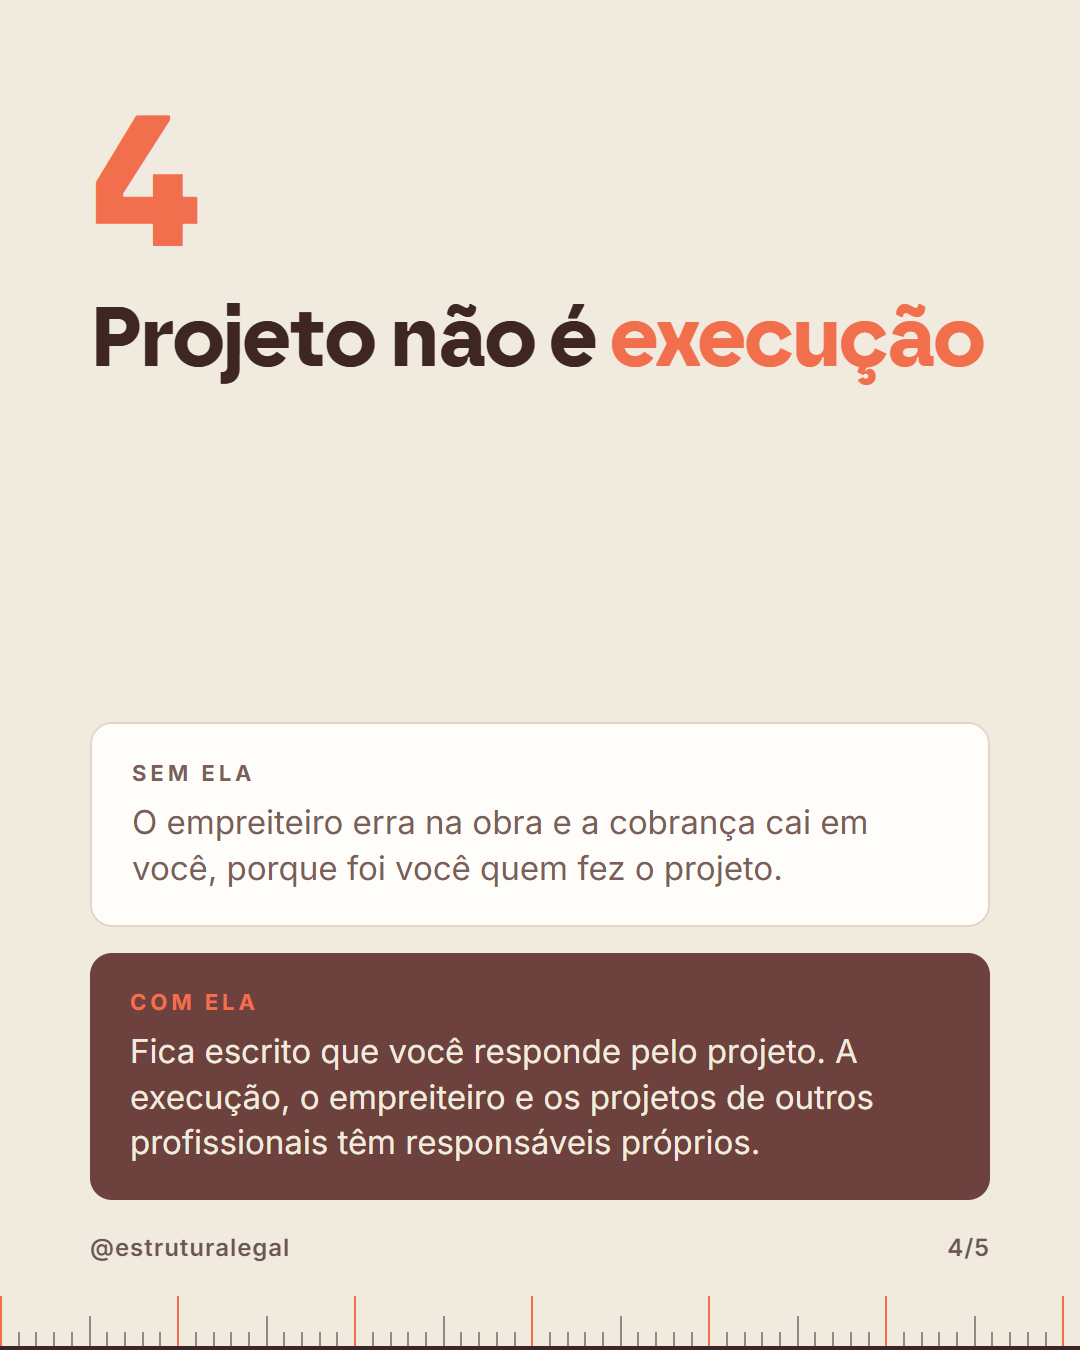 4
Projeto não é execução
SEM ELA
O empreiteiro erra na obra e a cobrança cai em
você, porque foi você quem fez o projeto.
COM ELA
Fica escrito que você responde pelo projeto. A
execução, o empreiteiro e os projetos de outros
profissionais têm responsáveis próprios.
@estruturalegal
4/5